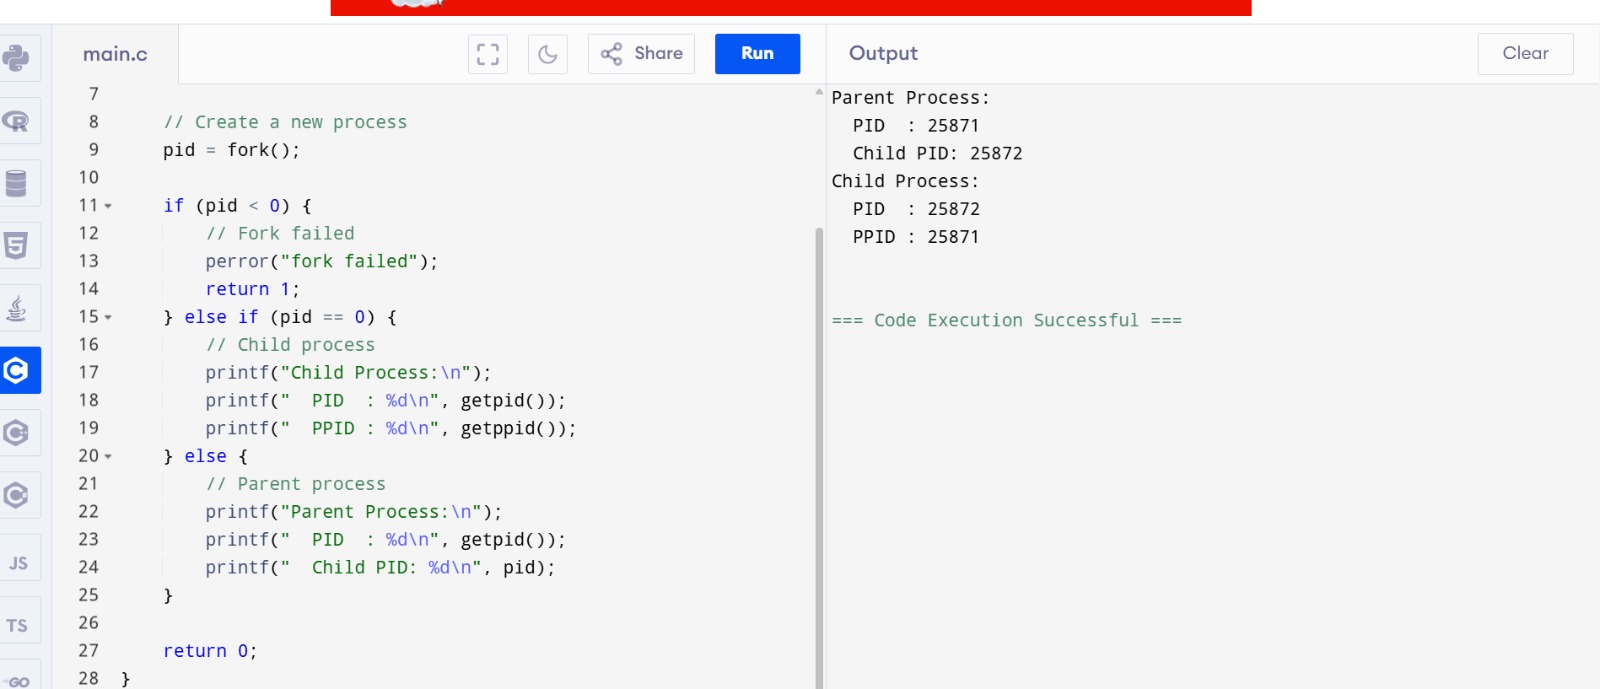 main.c
Share
Run
Output
Clear
7
8 // Create a new process
9 pid = fork();
10
11 if (pid < 0) {
12 // Fork failed
13 perror("fork failed");
14 return 1;
15 } else if (pid == 0) {
16 // Child process
17 printf("Child Process:\n");
18 printf("  PID  : %d\n", getpid());
19 printf("  PPID : %d\n", getppid());
20 } else {
21 // Parent process
22 printf("Parent Process:\n");
23 printf("  PID  : %d\n", getpid());
24 printf("  Child PID: %d\n", pid);
25 }
26
27 return 0;
28 }
Parent Process:
  PID  : 25871
  Child PID: 25872
Child Process:
  PID  : 25872
  PPID : 25871
=== Code Execution Successful ===
R
5
C
C
C
JS
TS
GO